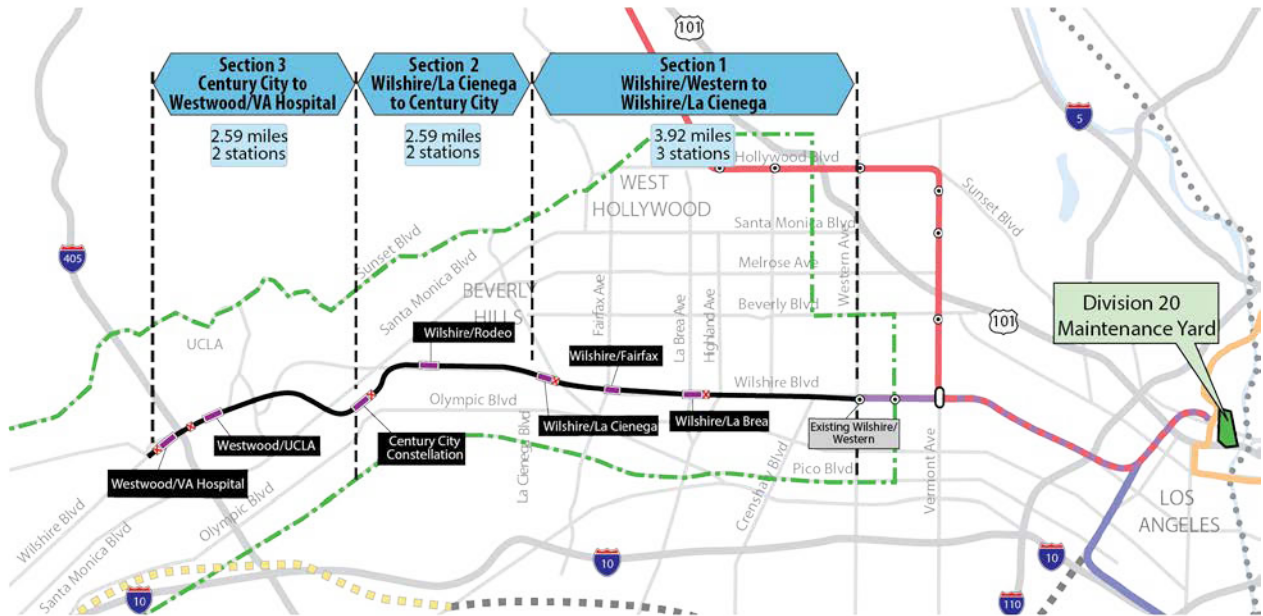 101
Section 3
Century City to
Westwood/VA Hospital
Section 2
Wilshire/La Cienega
to Century City
Section 1
Wilshire/Western to
Wilshire/La Cienega
2.59 miles
2 stations
2.59 miles
2 stations
3.92 miles
3 stations
5
Hollywood Blvd
WEST
HOLLYWOOD
Sunset Blvd
Santa Monica Blvd
405
Sunset Blvd
Santa Monica Blvd
Melrose Ave
Western Ave
BEVERLY
HILLS
Beverly Blvd
Fairfax Ave
La Brea Ave
Highland Ave
101
Division 20
Maintenance Yard
UCLA
Wilshire/Rodeo
Wilshire/Fairfax
Wilshire Blvd
Olympic Blvd
Westwood/UCLA
Century City
Constellation
Wilshire/La Cienega
Wilshire/La Brea
Existing Wilshire/
Western
Westwood/VA Hospital
La Cienega Blvd
Crenshaw Blvd
Pico Blvd
Vermont Ave
LOS
ANGELES
Wilshire Blvd
Santa Monica Blvd
Olympic Blvd
10
10
110
10